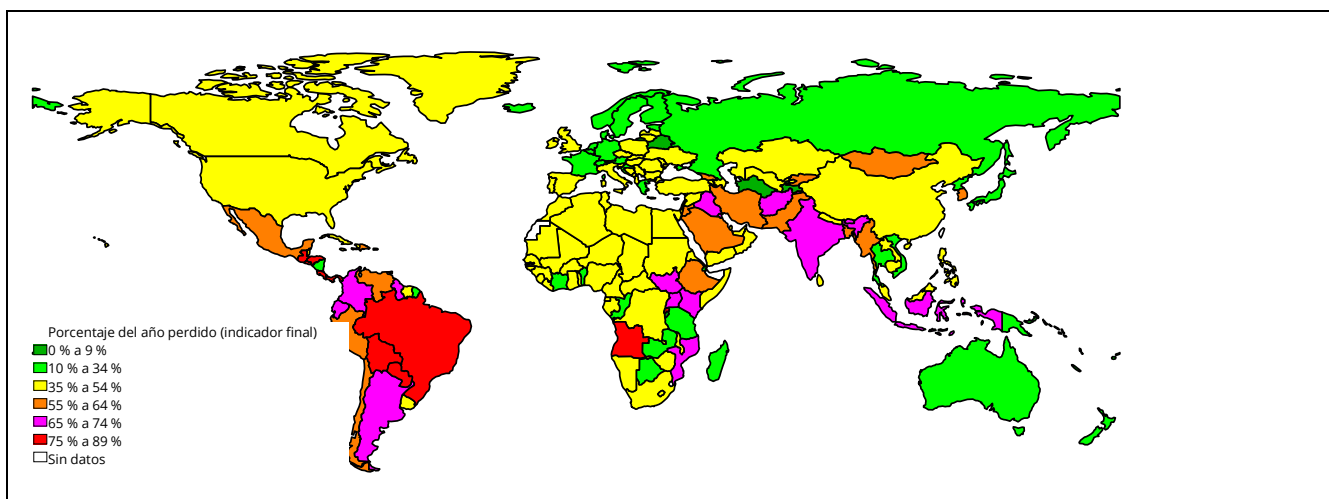 Porcentaje del año perdido (indicador final)
0 % a 9 %
10 % a 34 %
35 % a 54 %
55 % a 64 %
65 % a 74 %
75 % a 89 %
Sin datos